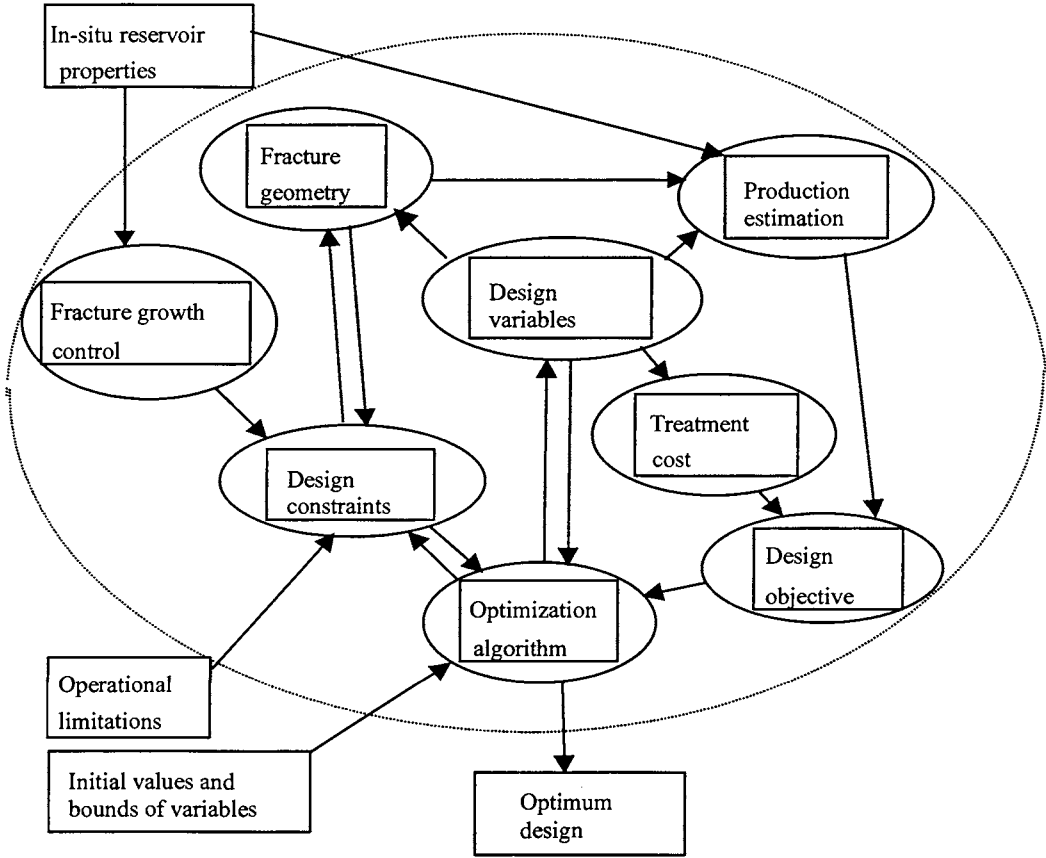 In-situ reservoir
properties
Fracture
geometry
Production
estimation
Design
variables
Fracture growth
control
Treatment
cost
Design
constraints
Design
objective
Optimization
algorithm
Operational
limitations
Initial values and
bounds of variables
Optimum
design